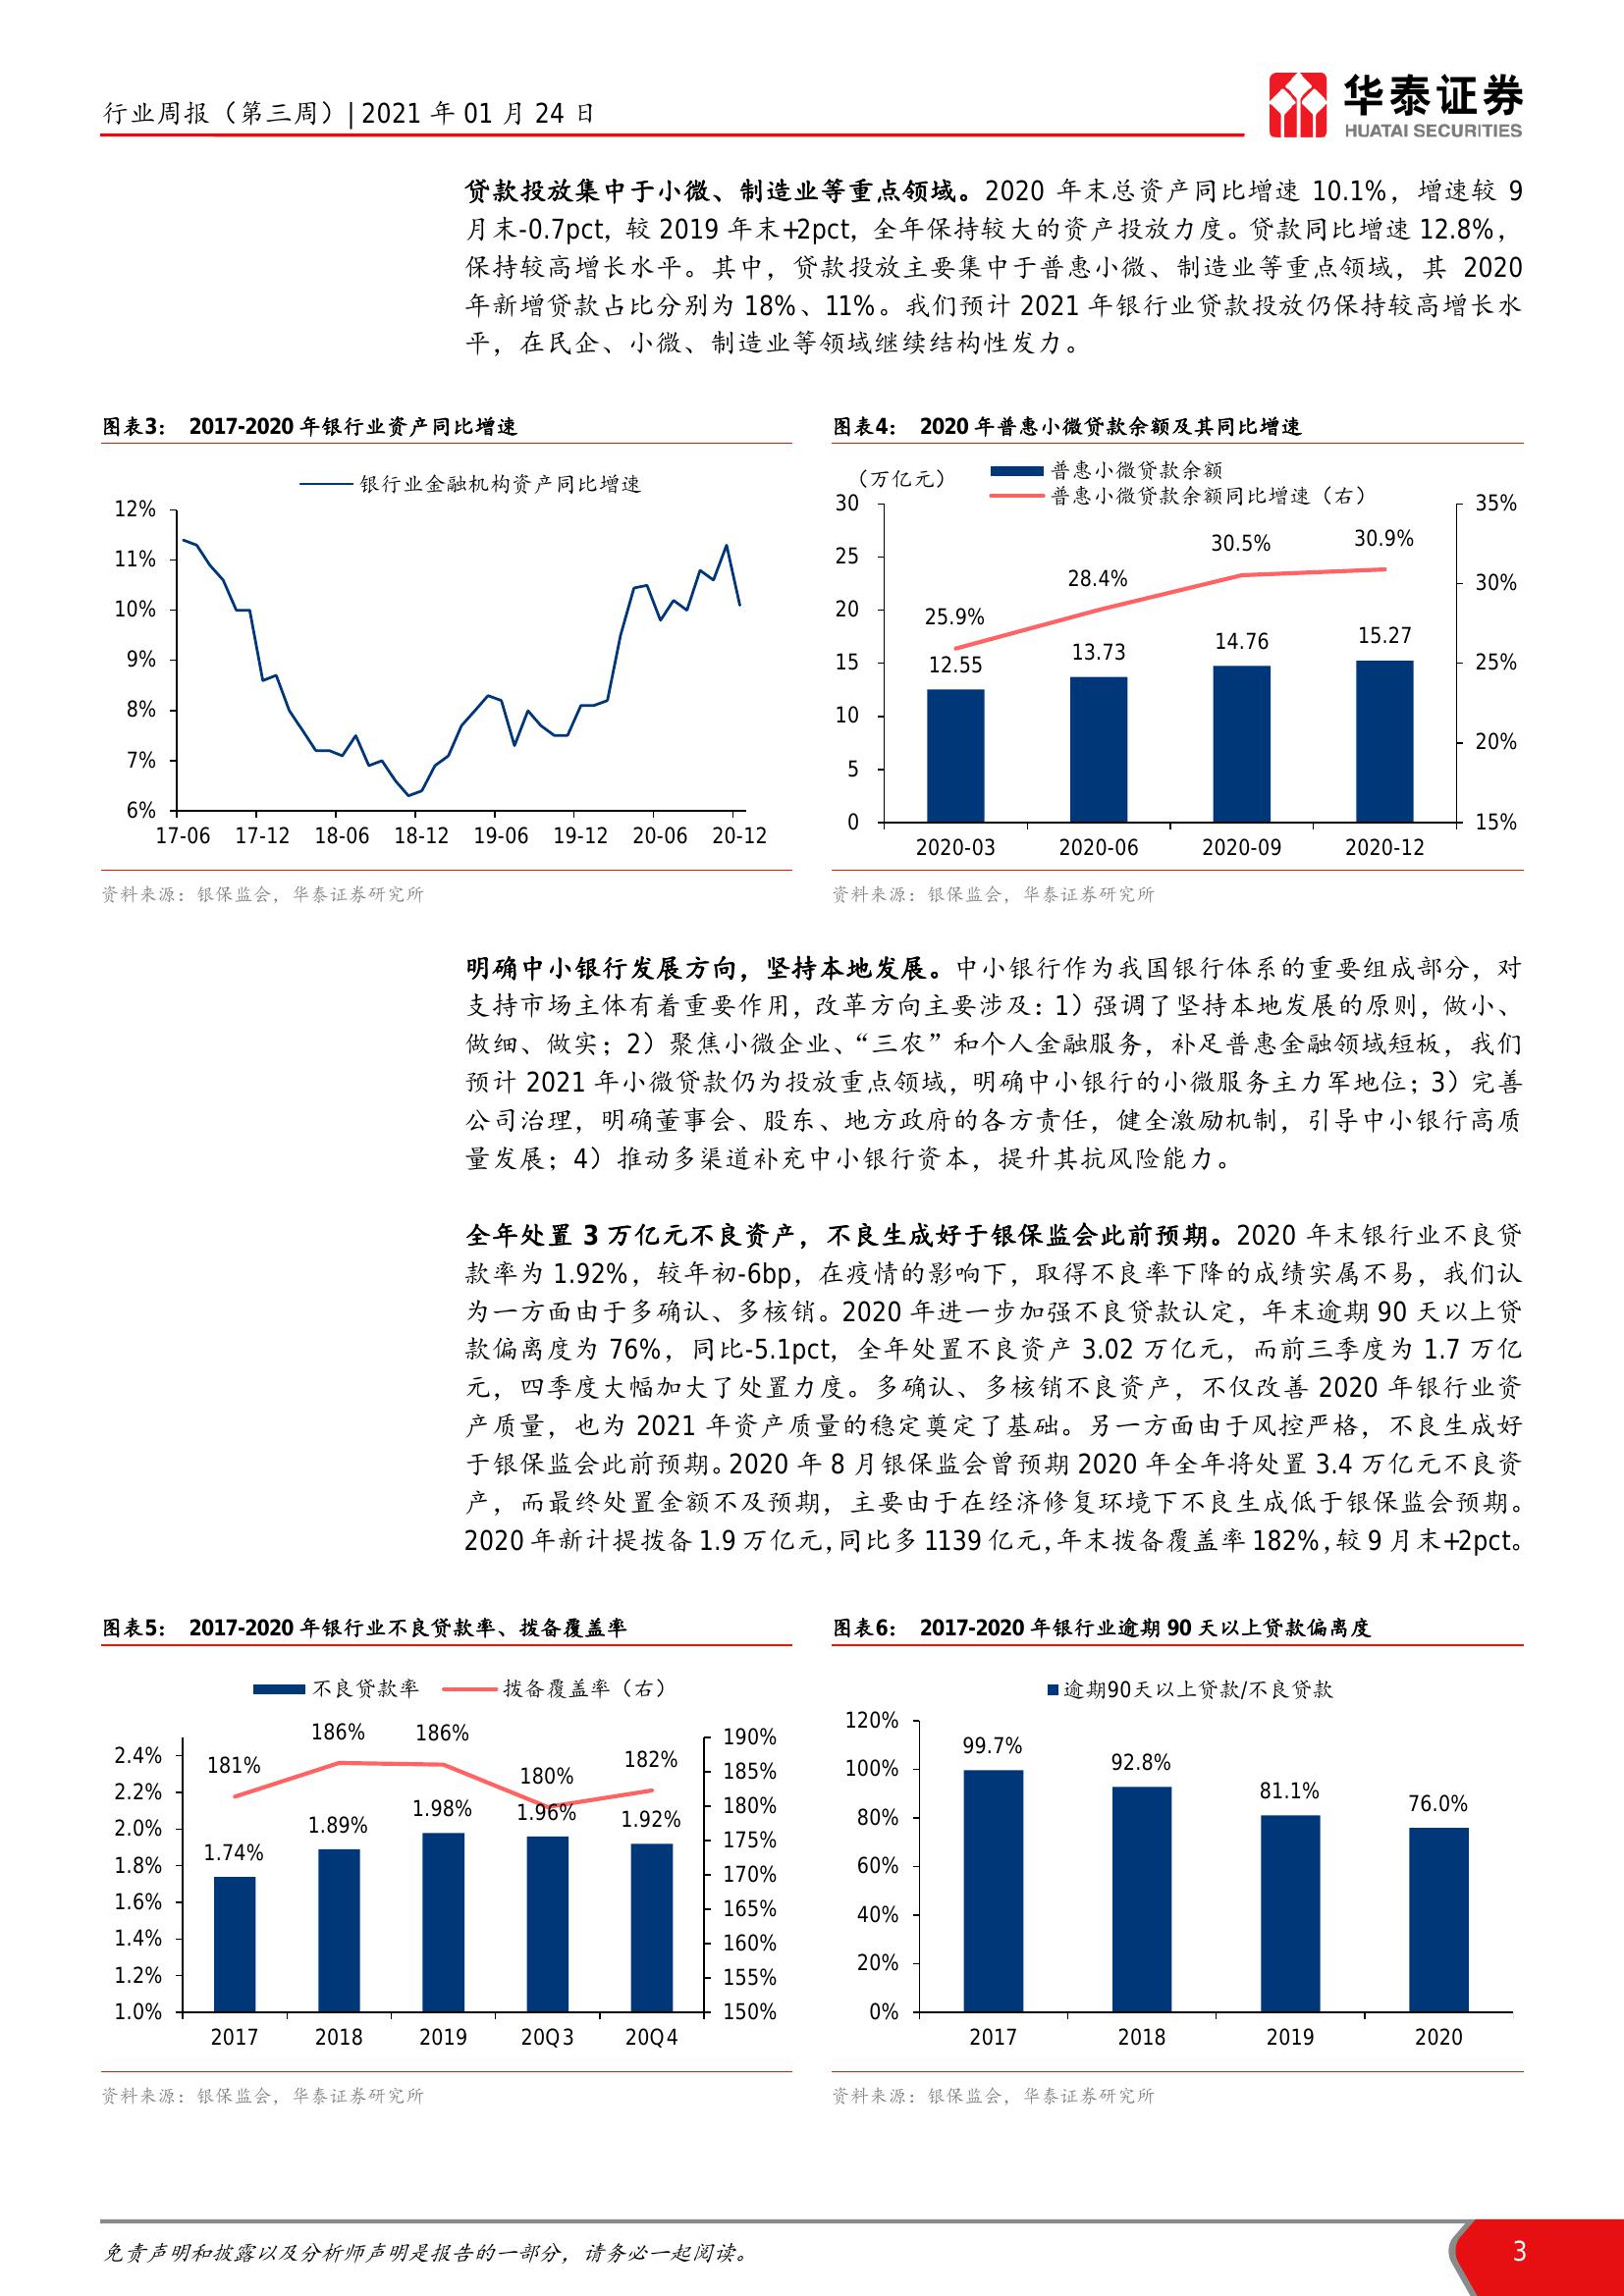 行业周报（第三周）| 2021 年 01 月 24 日
华泰证券
HUATAI SECURITIES
贷款投放集中于小微、制造业等重点领域。2020 年末总资产同比增速 10.1%，增速较 9
月末-0.7pct，较 2019 年末+2pct，全年保持较大的资产投放力度。贷款同比增速 12.8%，
保持较高增长水平。其中，贷款投放主要集中于普惠小微、制造业等重点领域，其 2020
年新增贷款占比分别为 18%、11%。我们预计 2021 年银行业贷款投放仍保持较高增长水
平，在民企、小微、制造业等领域继续结构性发力。
图表3： 2017-2020 年银行业资产同比增速
银行业金融机构资产同比增速
12%
11%
10%
9%
8%
7%
6%
17-06 17-12 18-06 18-12 19-06 19-12 20-06 20-12
资料来源：银保监会，华泰证券研究所
图表4： 2020 年普惠小微贷款余额及其同比增速
（万亿元）
普惠小微贷款余额
普惠小微贷款余额同比增速（右）
30
25
20
15
10
5
0
35%
30%
25%
20%
15%
25.9%
28.4%
30.5%
30.9%
12.55
13.73
14.76
15.27
2020-03 2020-06 2020-09 2020-12
资料来源：银保监会，华泰证券研究所
明确中小银行发展方向，坚持本地发展。中小银行作为我国银行体系的重要组成部分，对
支持市场主体有着重要作用，改革方向主要涉及：1）强调了坚持本地发展的原则，做小、
做细、做实；2）聚焦小微企业、“三农”和个人金融服务，补足普惠金融领域短板，我们
预计 2021 年小微贷款仍为投放重点领域，明确中小银行的小微服务主力军地位；3）完善
公司治理，明确董事会、股东、地方政府的各方责任，健全激励机制，引导中小银行高质
量发展；4）推动多渠道补充中小银行资本，提升其抗风险能力。
全年处置 3 万亿元不良资产，不良生成好于银保监会此前预期。2020 年末银行业不良贷
款率为 1.92%，较年初-6bp，在疫情的影响下，取得不良率下降的成绩实属不易，我们认
为一方面由于多确认、多核销。2020 年进一步加强不良贷款认定，年末逾期 90 天以上贷
款偏离度为 76%，同比-5.1pct，全年处置不良资产 3.02 万亿元，而前三季度为 1.7 万亿
元，四季度大幅加大了处置力度。多确认、多核销不良资产，不仅改善 2020 年银行业资
产质量，也为 2021 年资产质量的稳定奠定了基础。另一方面由于风控严格，不良生成好
于银保监会此前预期。2020 年 8 月银保监会曾预期 2020 年全年将处置 3.4 万亿元不良资
产，而最终处置金额不及预期，主要由于在经济修复环境下不良生成低于银保监会预期。
2020 年新计提拨备 1.9 万亿元，同比多 1139 亿元，年末拨备覆盖率 182%，较 9 月末+2pct。
图表5： 2017-2020 年银行业不良贷款率、拨备覆盖率
不良贷款率 拨备覆盖率（右）
2.4%
2.2%
2.0%
1.8%
1.6%
1.4%
1.2%
1.0%
190%
185%
180%
175%
170%
165%
160%
155%
150%
181%
186%
186%
180%
182%
1.74%
1.89%
1.98%
1.96%
1.92%
2017 2018 2019 20Q3 20Q4
资料来源：银保监会，华泰证券研究所
图表6： 2017-2020 年银行业逾期 90 天以上贷款偏离度
逾期90天以上贷款/不良贷款
120%
100%
80%
60%
40%
20%
0%
99.7%
92.8%
81.1%
76.0%
2017 2018 2019 2020
资料来源：银保监会，华泰证券研究所
免责声明和披露以及分析师声明是报告的一部分，请务必一起阅读。
3